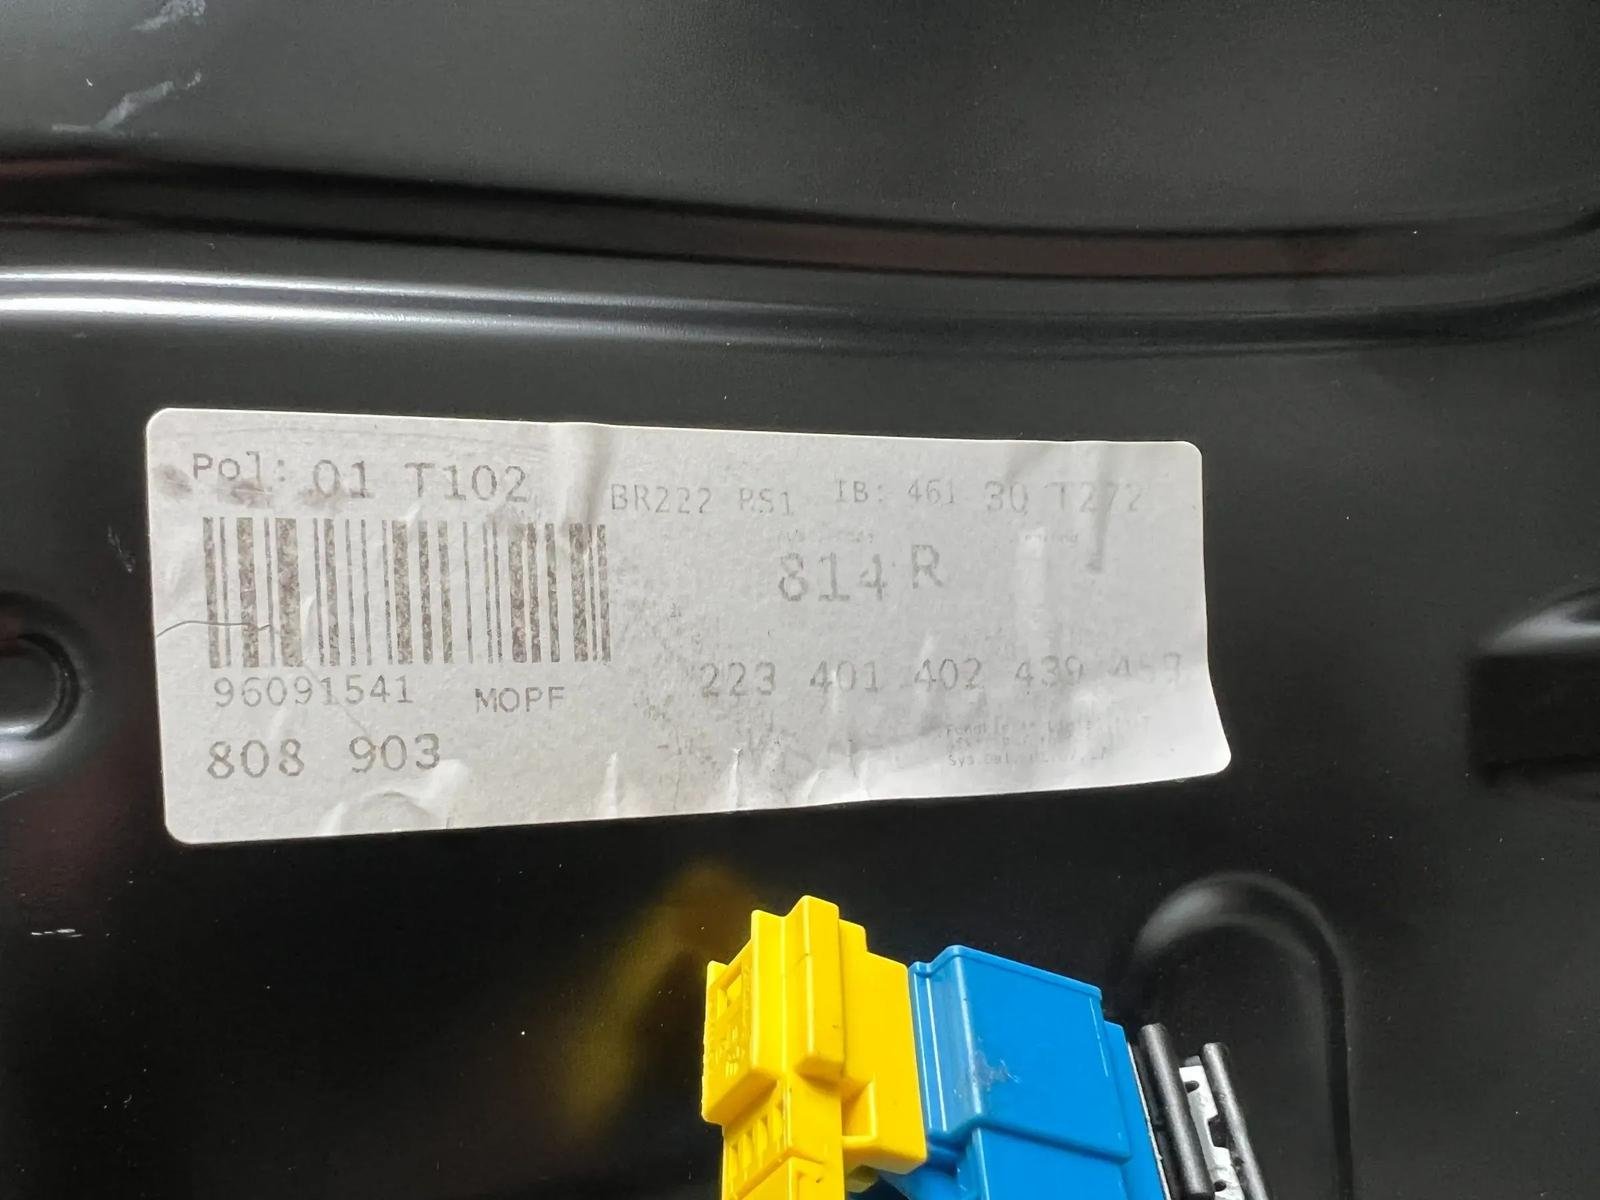 Pol: 01 T102 BR222 RS1 IB: 461 30 T272
814 R
96091541 MOPF 223 401 402 439
808 903